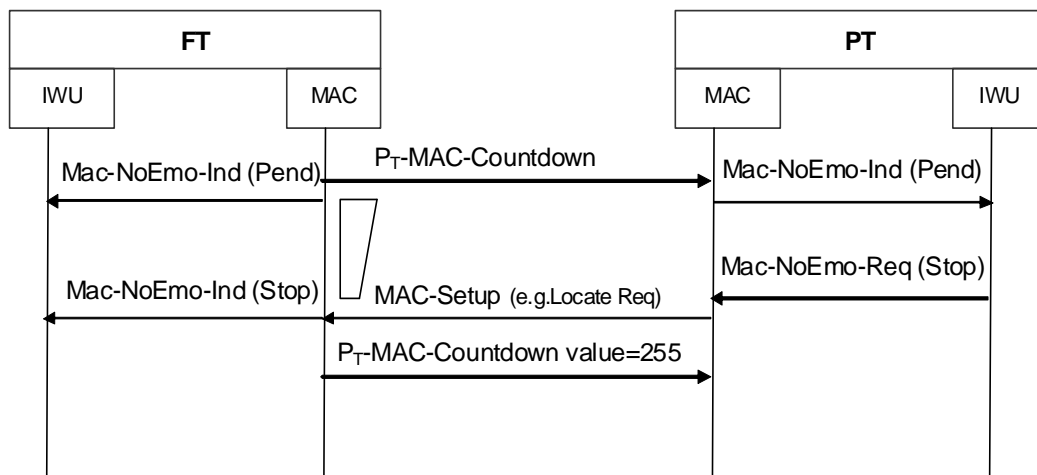 FT
PT
IWU
MAC
MAC
IWU
PT-MAC-Countdown
Mac-NoEmo-Ind (Pend)
Mac-NoEmo-Ind (Pend)
Mac-NoEmo-Req (Stop)
Mac-NoEmo-Ind (Stop)
MAC-Setup (e.g.Locate Req)
PT-MAC-Countdown value=255